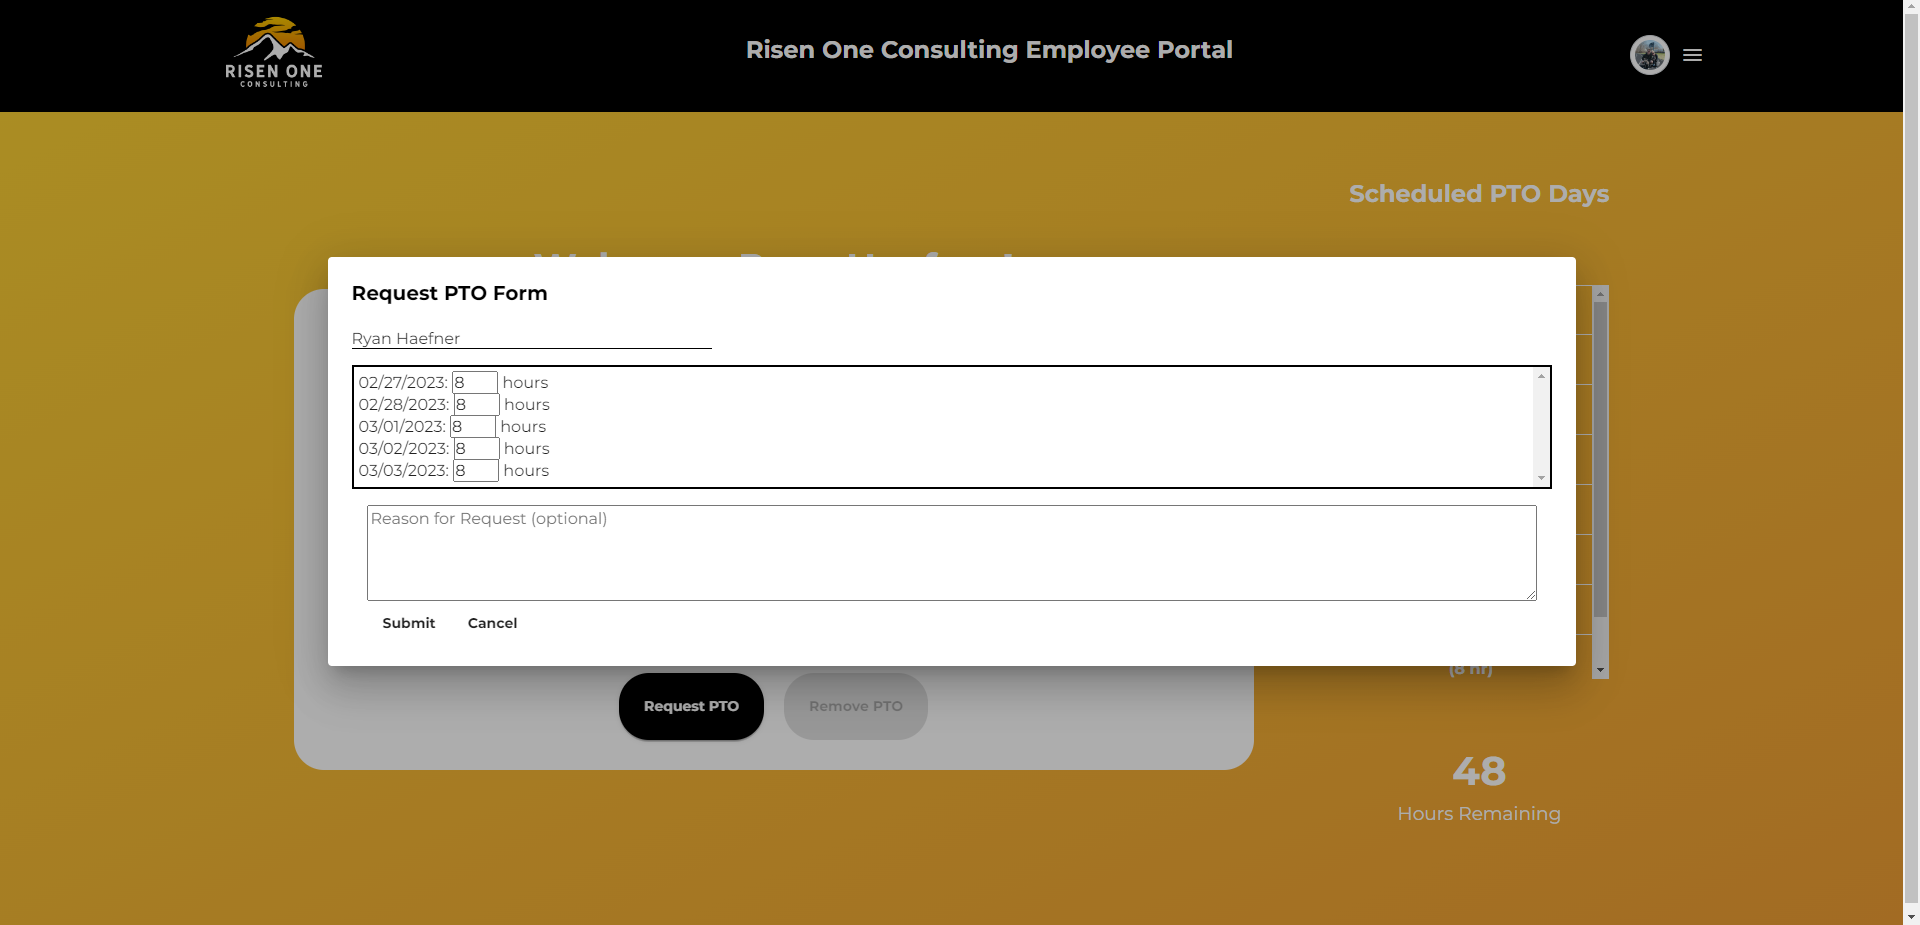 RISEN ONE
CONSULTING
Risen One Consulting Employee Portal
Scheduled PTO Days
Request PTO Form
Ryan Haefner
02/27/2023: 8 hours
02/28/2023: 8 hours
03/01/2023: 8 hours
03/02/2023: 8 hours
03/03/2023: 8 hours
Reason for Request (optional)
Submit Cancel
(8 hr)
Request PTO Remove PTO
48
Hours Remaining